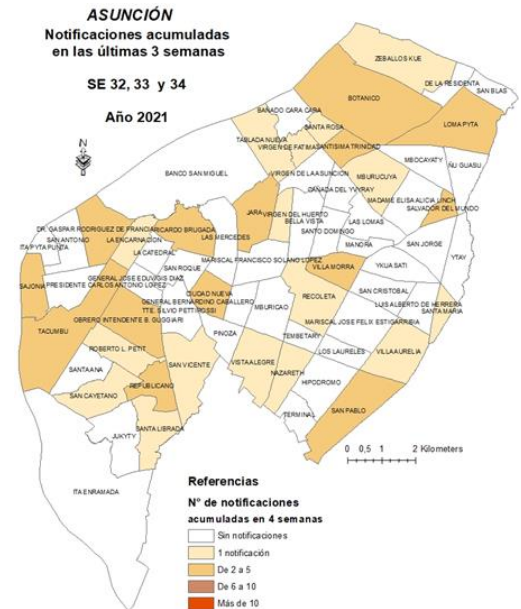 ASUNCIÓN
Notificaciones acumuladas
en las últimas 3 semanas
SE 32, 33 y 34
Año 2021
N
ZEBALLOS KUE
DE LA RESIDENTA
SAN BLAS
BOTANICO
LOMA PYTA
BAÑADO CARA CARA
SANTA ROSA
TABLADA NUEVA
VIRGEN DE FATIMA
SANTISIMA TRINIDAD
MBOCAYATY
ÑU GUASU
BANCO SAN MIGUEL
VIRGEN DE LA ASUNCION
MBURUCUYA
CAÑADA DEL YVYRAY
MADAME ELISA ALICIA LINCH
SALVADOR DEL MUNDO
JARA
VIRGEN DEL HUERTO
BELLA VISTA
LAS LOMAS
DR. GASPAR RODRIGUEZ DE FRANCIA
RICARDO BRUGADA
LAS MERCEDES
SANTO DOMINGO
SAN ANTONIO
LA ENCARNACION
MANORA
SAN JORGE
ITA PYTA PUNTA
LA CATEDRAL
MARISCAL FRANCISCO SOLANO LOPEZ
YKUA SATI
YTAY
SAN ROQUE
VILLA MORRA
GENERAL JOSE EDUVIGIS DIAZ
SAJONIA
PRESIDENTE CARLOS ANTONIO LOPEZ
CIUDAD NUEVA
RECOLETA
SAN CRISTOBAL
GENERAL BERNARDINO CABALLERO
LUIS ALBERTO DE HERRERA
TTE. SILVIO PETTIROSSI
MBURICAO
SANTA MARIA
OBRERO INTENDENTE B. GUGGIARI
MARISCAL JOSE FELIX ESTIGARRIBIA
TACUMBU
PINOZA
TEMBETARY
ROBERTO L. PETIT
LOS LAURELES
SAN VICENTE
VISTA ALEGRE
VILLA AURELIA
SANTA ANA
NAZARETH
HIPODROMO
REPUBLICANO
SAN CAYETANO
SAN PABLO
TERMINAL
SANTA LIBRADA
JUKYTY
0 0,5 1 2 Kilometers
ITA ENRAMADA
Referencias
N° de notificaciones
acumuladas en 4 semanas
Sin notificaciones
1 notificación
De 2 a 5
De 6 a 10
Más de 10